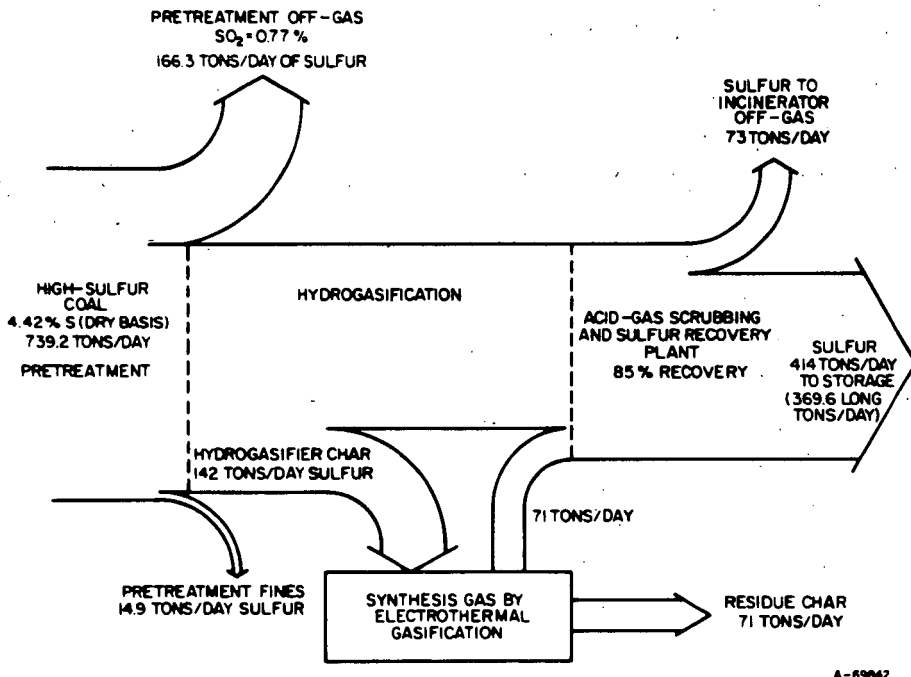 PRETREATMENT OFF-GAS
SO₂=0.77%
166.3 TONS/DAY OF SULFUR
SULFUR TO
INCINERATOR
OFF-GAS
73 TONS/DAY
HIGH-SULFUR
COAL
4.42% S (DRY BASIS)
739.2 TONS/DAY
PRETREATMENT
HYDROGASIFICATION
ACID-GAS SCRUBBING
AND SULFUR RECOVERY
PLANT
85% RECOVERY
SULFUR
414 TONS/DAY
TO STORAGE
(369.6 LONG
TONS/DAY)
HYDROGASIFIER CHAR
142 TONS/DAY SULFUR
71 TONS/DAY
PRETREATMENT FINES
14.9 TONS/DAY SULFUR
SYNTHESIS GAS BY
ELECTROTHERMAL
GASIFICATION
RESIDUE CHAR
71 TONS/DAY